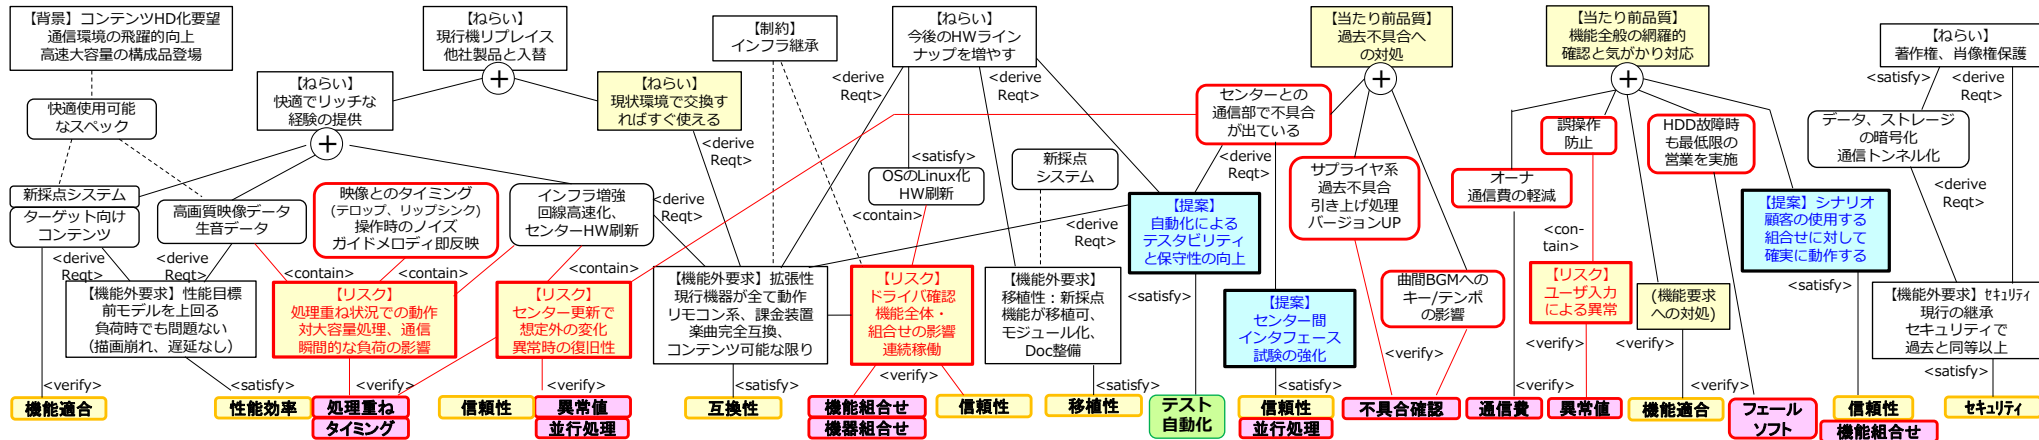 【背景】コンテンツHD化要望
通信環境の飛躍的向上
高速大容量の構成品登場
【ねらい】
現行機リプレイス
他社製品と入替
【制約】
インフラ継承
【ねらい】
今後のHWライン
ナップを増やす
【当たり前品質】
過去不具合へ
の対処
【当たり前品質】
機能全般の網羅的
確認と気がかり対応
【ねらい】
著作権、肖像権保護
快適使用可能
なスペック
【ねらい】
快適でリッチな
経験の提供
【ねらい】
現状環境で交換す
ればすぐ使える
<derive
Reqt>
<derive
Reqt>
センターとの
通信部で不具合
が出ている
誤操作
防止
HDD故障時
も最低限の
営業を実施
<satisfy>
<derive
Reqt>
データ、ストレージ
の暗号化
通信トンネル化
<derive
Reqt>
<satisfy>
OSのLinux化
HW刷新
新採点
システム
<derive
Reqt>
サプライヤ系
過去不具合
引き上げ処理
バージョンUP
オーナ
通信費の軽減
新採点システム
ターゲット向け
コンテンツ
高画質映像データ
生音データ
映像とのタイミング
(テロップ、リップシンク)
操作時のノイズ
ガイドメロディ即反映
インフラ増強
回線高速化、
センターHW刷新
<derive
Reqt>
<contain>
<derive
Reqt>
【提案】
自動化による
テスタビリティ
と保守性の向上
【提案】シナリオ
顧客の使用する
組合せに対して
確実に動作する
<derive
Reqt>
<derive
Reqt>
<derive
Reqt>
<contain>
<contain>
<contain>
<con-
tain>
【機能外要求】性能目標
前モデルを上回る
負荷時でも問題ない
(描画崩れ、遅延なし)
【リスク】
処理重ね状況での動作
対大容量処理、通信
瞬間的な負荷の影響
【リスク】
センター更新で
想定外の変化
異常時の復旧性
【機能外要求】拡張性
現行機器が全て動作
リモコン系、課金装置
楽曲完全互換、
コンテンツ可能な限り
【リスク】
ドライバ確認
機能全体・
組合せの影響
連続稼働
【機能外要求】
移植性：新採点
機能が移植可、
モジュール化、
Doc整備
<satisfy>
【提案】
センター間
インタフェース
試験の強化
曲間BGMへの
キー/テンポ
の影響
【リスク】
ユーザ入力
による異常
(機能要求
への対処)
<satisfy>
【機能外要求】セキュリティ
現行の継承
セキュリティで
過去と同等以上
<verify>
<satisfy>
<verify>
<verify>
<satisfy>
<verify>
<satisfy>
<satisfy>
<verify>
<verify>
<verify>
<satisfy>
機能適合
性能効率
処理重ね
タイミング
信頼性
異常値
並行処理
互換性
機能組合せ
機器組合せ
信頼性
移植性
テスト
自動化
信頼性
並行処理
不具合確認
通信費
異常値
機能適合
フェール
ソフト
信頼性
機能組合せ
セキュリティ